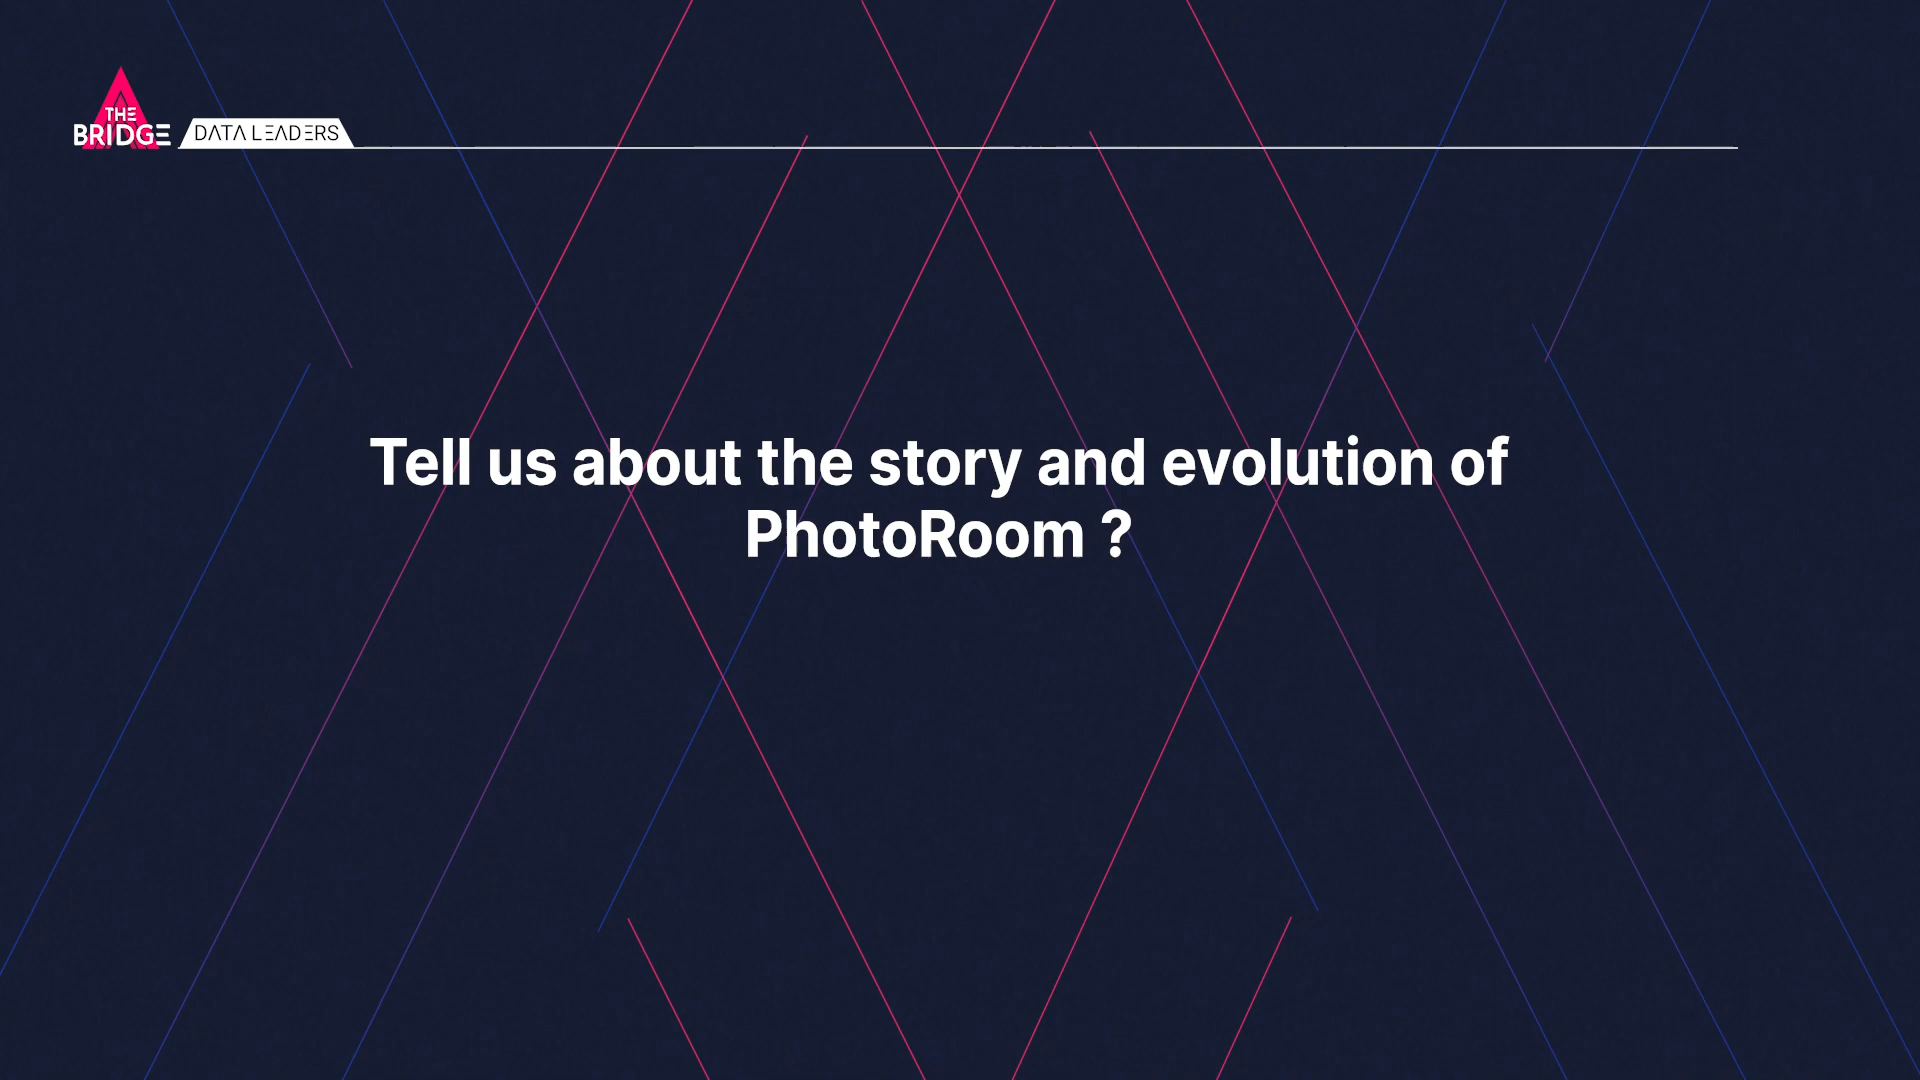 THE
BRIDGE
DATA LEADERS
Tell us about the story and evolution of
PhotoRoom ?